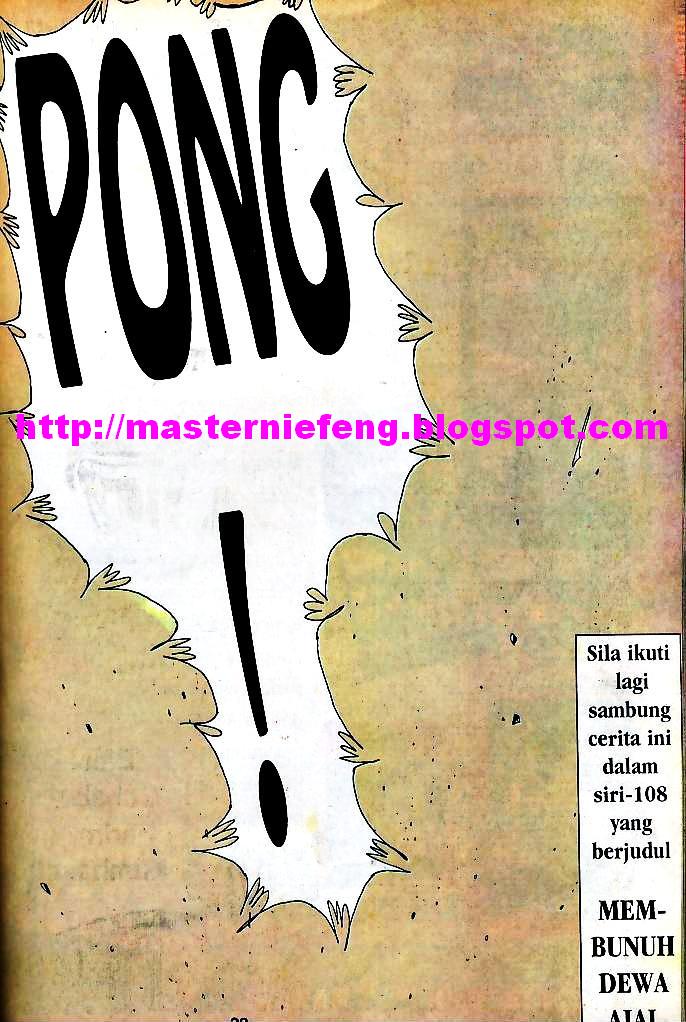 PONG
!
http://masterniefeng.blogspot.com
Sila ikuti
lagi
sambung
cerita ini
dalam
siri-108
yang
berjudul
MEM-
BUNUH
DEWA
AJAL